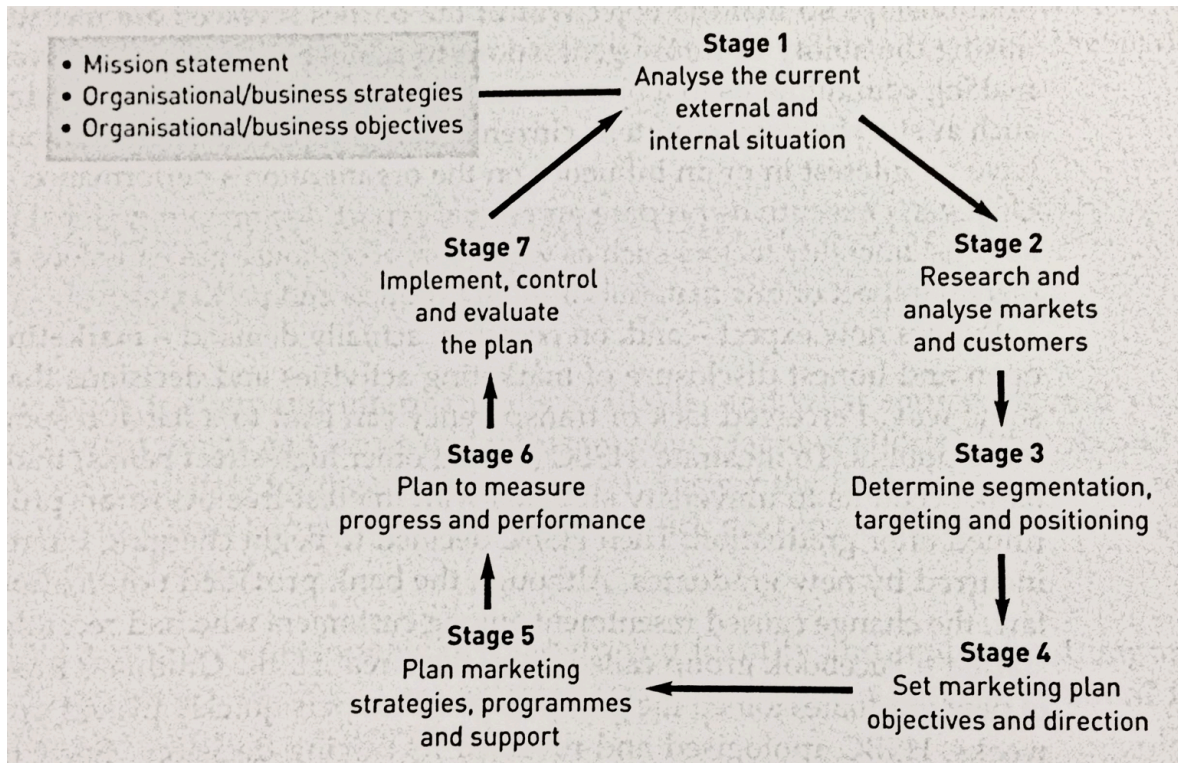 • Mission statement
• Organisational/business strategies
• Organisational/business objectives
Stage 1
Analyse the current
external and
internal situation
Stage 2
Research and
analyse markets
and customers
Stage 3
Determine segmentation,
targeting and positioning
Stage 4
Set marketing plan
objectives and direction
Stage 5
Plan marketing
strategies, programmes
and support
Stage 6
Plan to measure
progress and performance
Stage 7
Implement, control
and evaluate
the plan